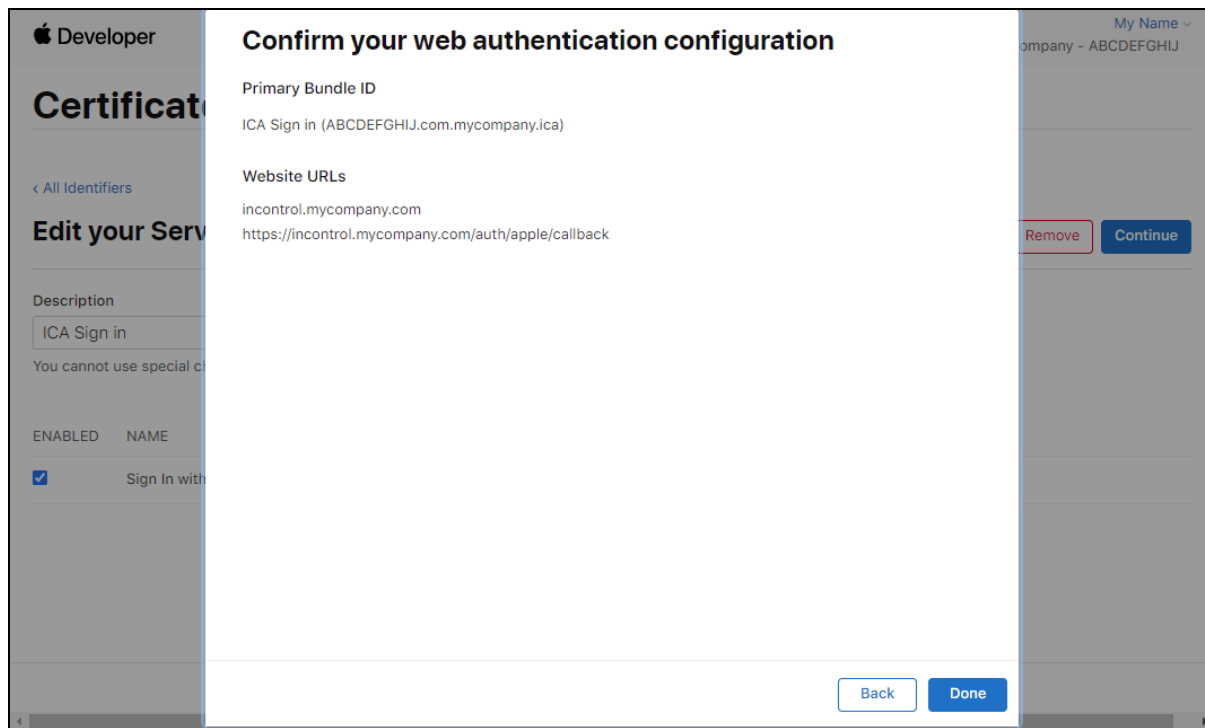 Developer
My Name
ompany - ABCDEFGHIJ
Confirm your web authentication configuration
Primary Bundle ID
ICA Sign in (ABCDEFGHIJ.com.mycompany.ica)
Website URLs
incontrol.mycompany.com
https://incontrol.mycompany.com/auth/apple/callback
Certificat
< All Identifiers
Edit your Serv
Remove
Continue
Description
ICA Sign in
You cannot use special c
ENABLED NAME
Sign In with
Back
Done